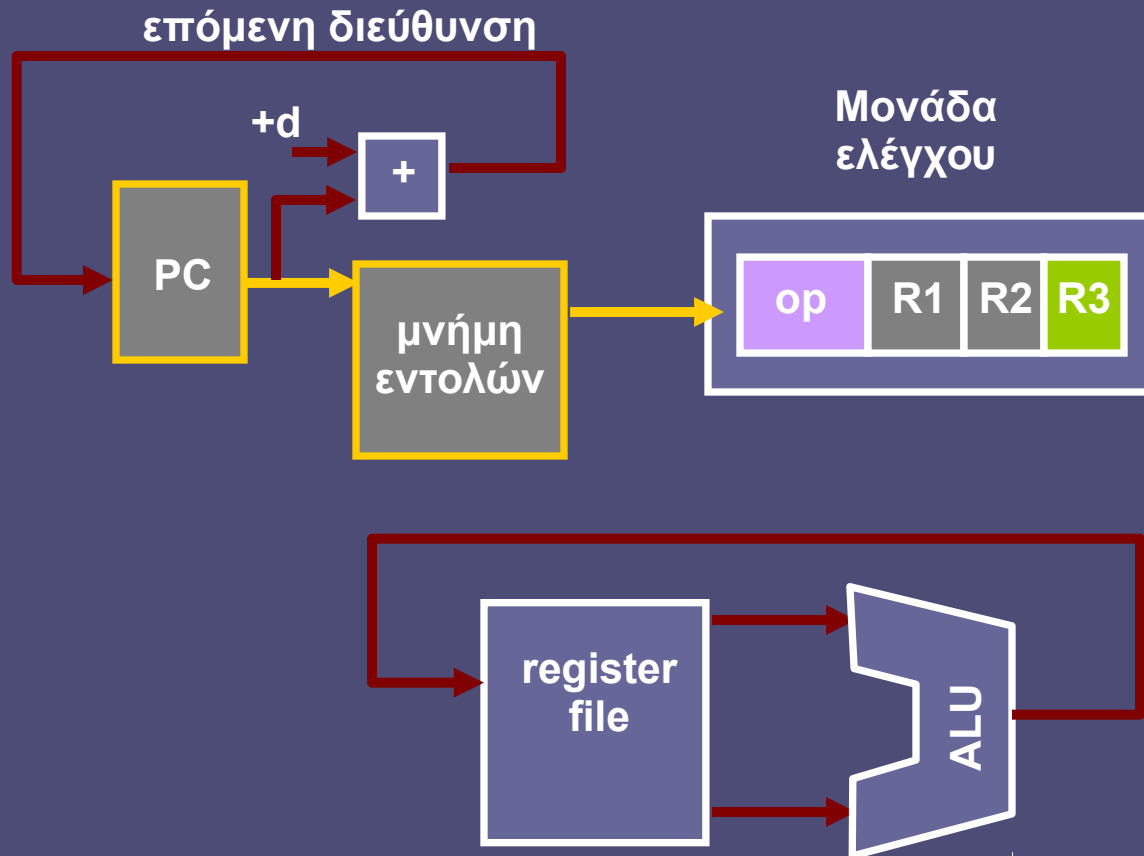 επόμενη διεύθυνση
+d
+
Μονάδα
ελέγχου
PC
μνήμη
εντολών
op
R1
R2
R3
register
file
ALU